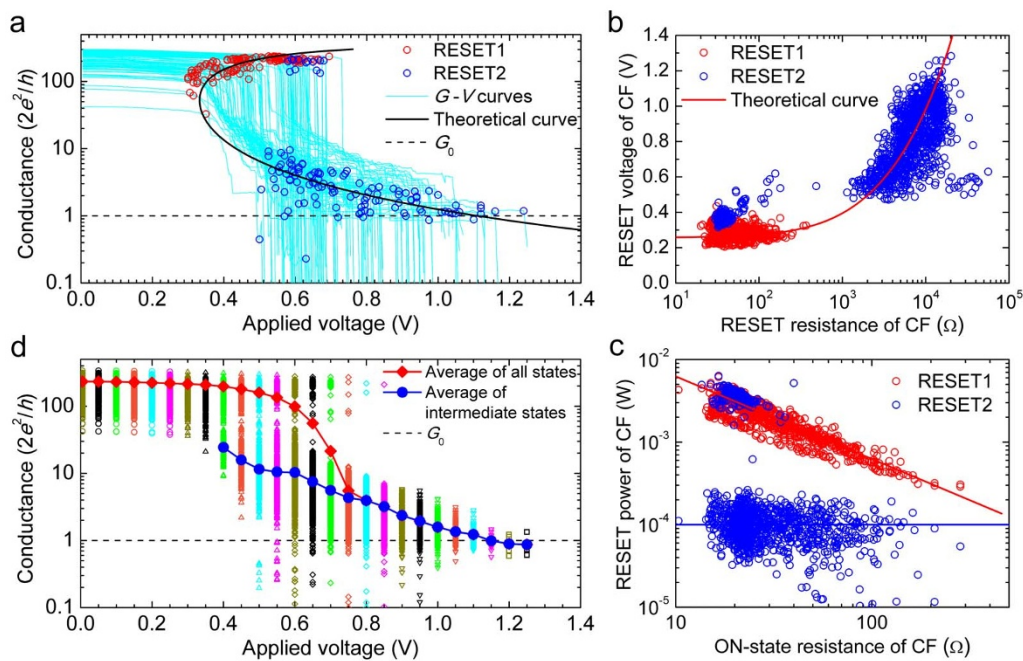 a
Conductance (2e²/h)
100
10
1
0.1
RESET1
RESET2
G-V curves
Theoretical curve
G₀
0.0 0.2 0.4 0.6 0.8 1.0 1.2 1.4
Applied voltage (V)
b
RESET voltage of CF (V)
1.4
1.2
1.0
0.8
0.6
0.4
0.2
0.0
RESET1
RESET2
Theoretical curve
10¹ 10² 10³ 10⁴ 10⁵
RESET resistance of CF (Ω)
d
Conductance (2e²/h)
100
10
1
0.1
Average of all states
Average of
intermediate states
G₀
0.0 0.2 0.4 0.6 0.8 1.0 1.2 1.4
Applied voltage (V)
c
RESET power of CF (W)
10⁻²
10⁻³
10⁻⁴
10⁻⁵
RESET1
RESET2
10 100
ON-state resistance of CF (Ω)